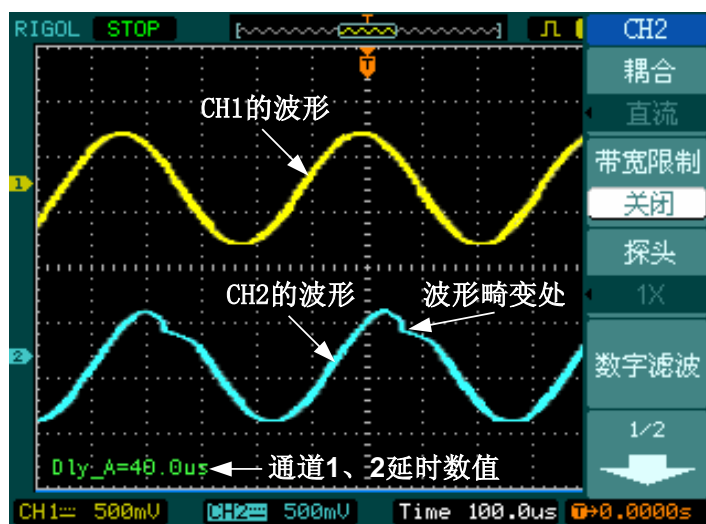 RIGOL STOP
CH2
耦合
直流
带宽限制
关闭
探头
1X
数字滤波
1/2
T
T
CH1的波形
1
CH2的波形
波形畸变处
2
Dly_A=40.0us
通道1、2延时数值
CH1 500mV CH2 500mV Time 100.0us T→0.0000s